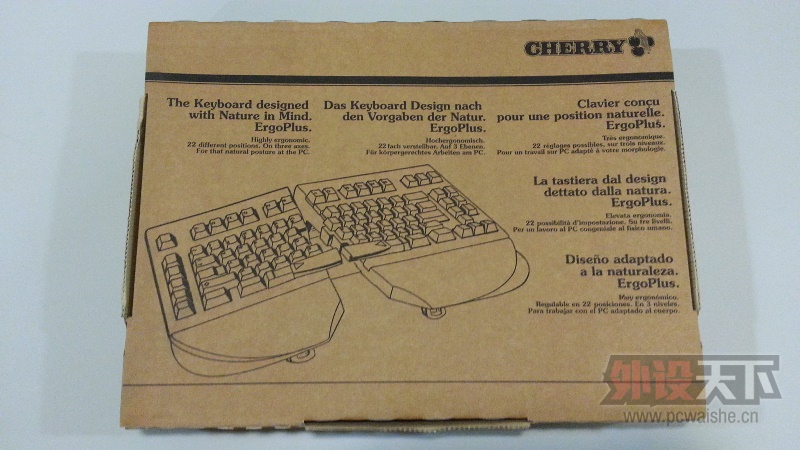 CHERRY
The Keyboard designed
with Nature in Mind.
ErgoPlus.
Highly ergonomic.
22 different positions. On three axes.
For that natural posture at the PC.
Das Keyboard Design nach
den Vorgaben der Natur.
ErgoPlus.
Hochergonomisch.
22 fach verstellbar. Auf 3 Ebenen.
Für körpergerechtes Arbeiten am PC.
Clavier conçu
pour une position naturelle.
ErgoPlus.
Très ergonomique.
22 réglages possibles, sur trois niveaux.
Pour un travail sur PC adapté à votre morphologie.
La tastiera dal design
dettato dalla natura.
ErgoPlus.
Elevata ergonomia.
22 possibilità d'impostazione. Su tre livelli.
Per un lavoro al PC congeniale al fisico umano.
Diseño adaptado
a la naturaleza.
ErgoPlus.
Muy ergonómico.
Regulable en 22 posiciones. En 3 niveles.
Para trabajar con el PC adaptado al cuerpo.
外设天下
www.pcwaishe.cn